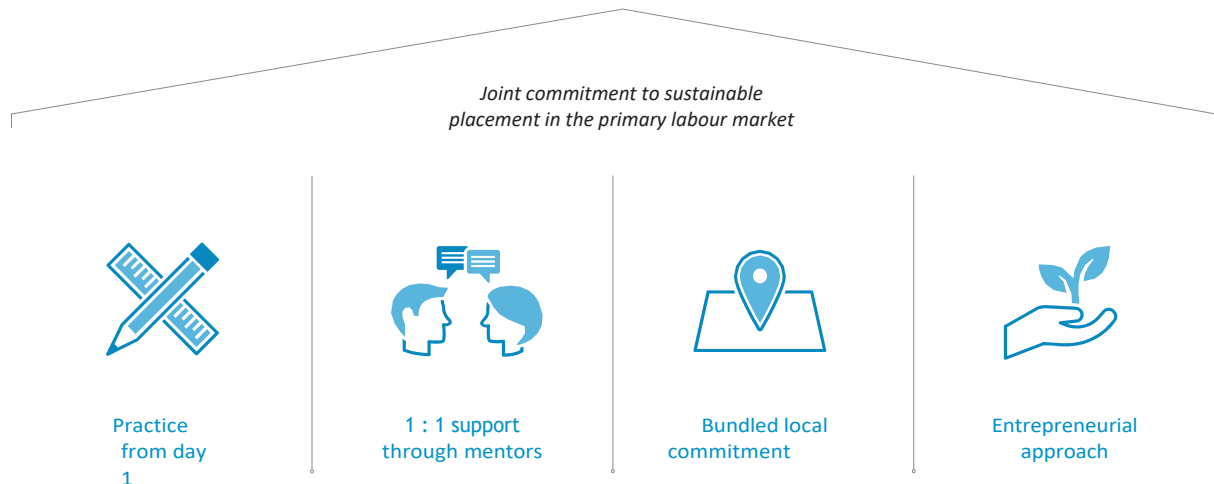 Joint commitment to sustainable
placement in the primary labour market
Practice
from day
1
1 : 1 support
through mentors
Bundled local
commitment
Entrepreneurial
approach